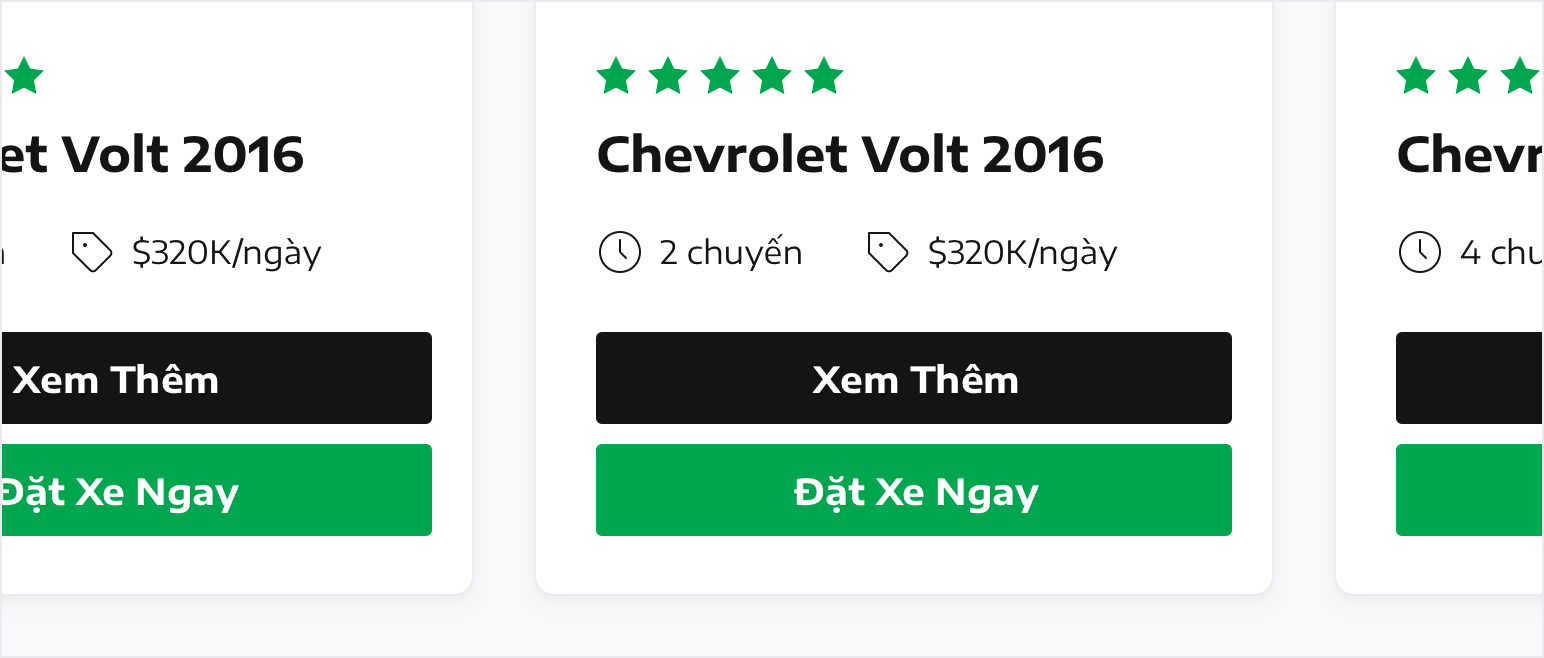 et Volt 2016
$320K/ngày
Xem Thêm
Đặt Xe Ngay
Chevrolet Volt 2016
2 chuyến $320K/ngày
Xem Thêm
Đặt Xe Ngay
Chevr
4 chu